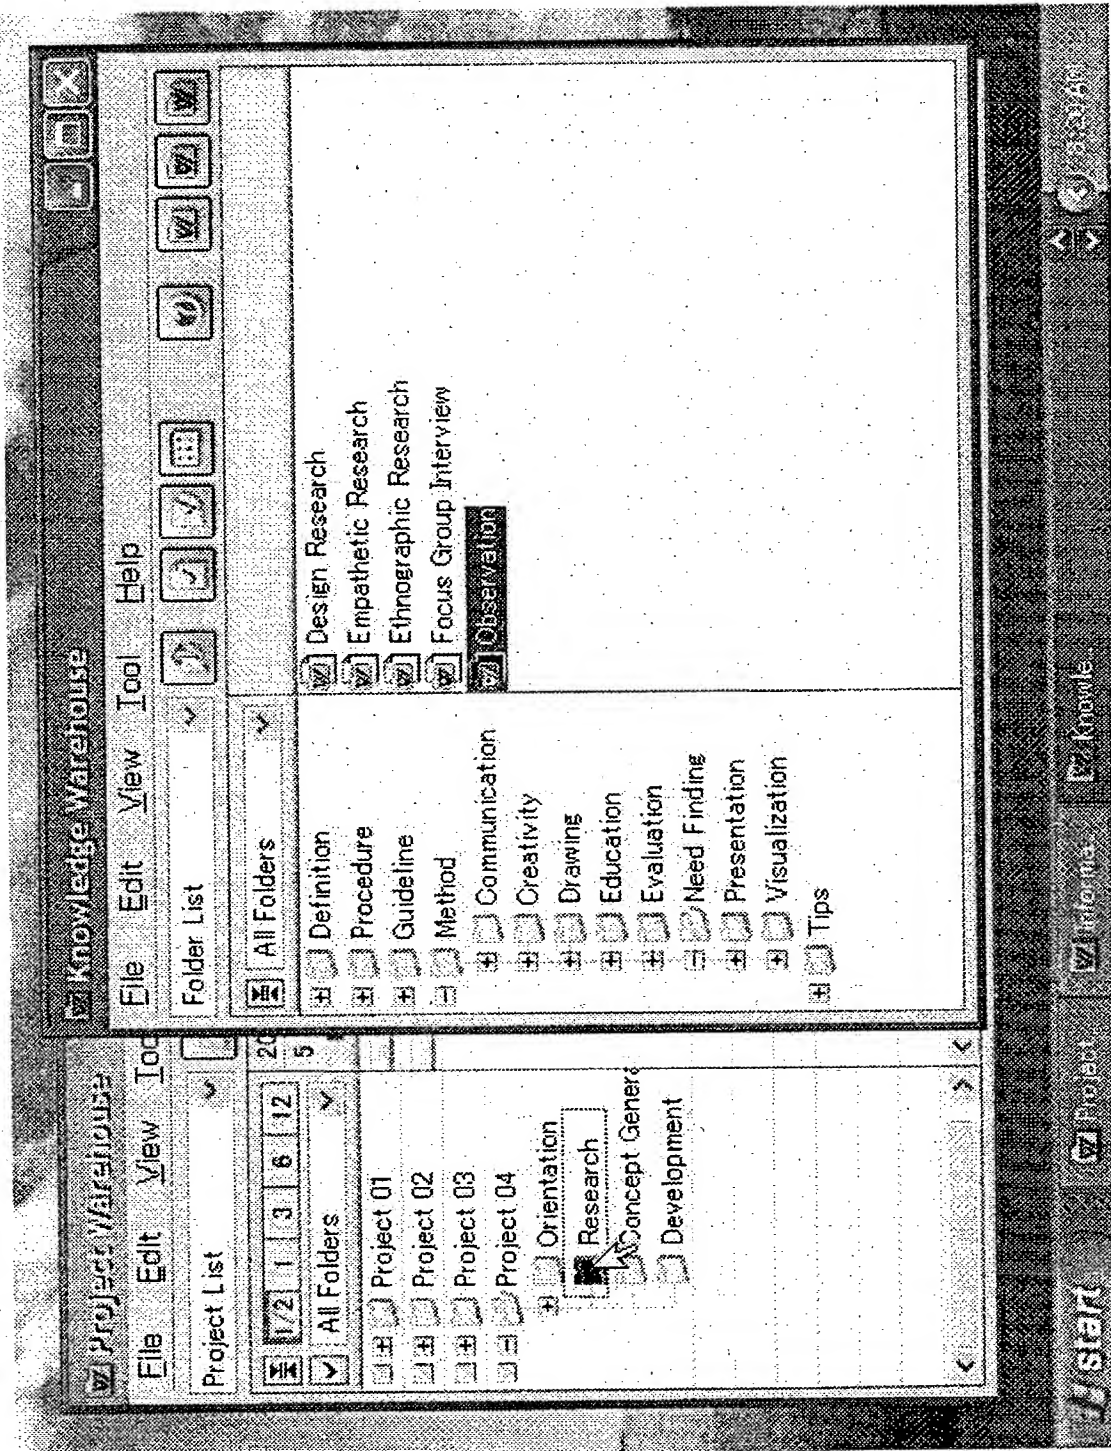 Project Warehouse
File Edit View Too
Project List
1/2 1 3 6 12
20
5
All Folders
Project 01
Project 02
Project 03
Project 04
Orientation
Research
Concept Genera
Development
Knowledge Warehouse
File Edit View Tool Help
Folder List
All Folders
Definition
Procedure
Guideline
Method
Communication
Creativity
Drawing
Education
Evaluation
Need Finding
Presentation
Visualization
Tips
Design Research
Empathetic Research
Ethnographic Research
Focus Group Interview
Observation
start
Project
Informa
Knowle